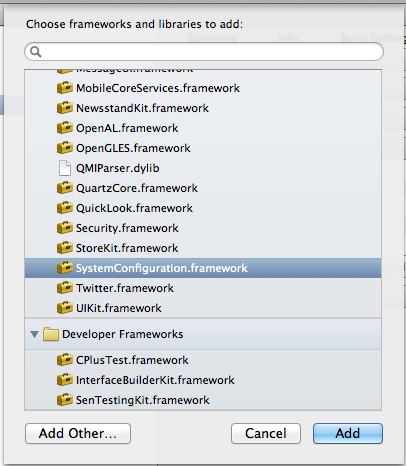 Choose frameworks and libraries to add:
MessageUI.framework
MobileCoreServices.framework
NewsstandKit.framework
OpenAL.framework
OpenGLES.framework
QMIParser.dylib
QuartzCore.framework
QuickLook.framework
Security.framework
StoreKit.framework
SystemConfiguration.framework
Twitter.framework
UIKit.framework
Developer Frameworks
CPlusTest.framework
InterfaceBuilderKit.framework
SenTestingKit.framework
Add Other...
Cancel
Add